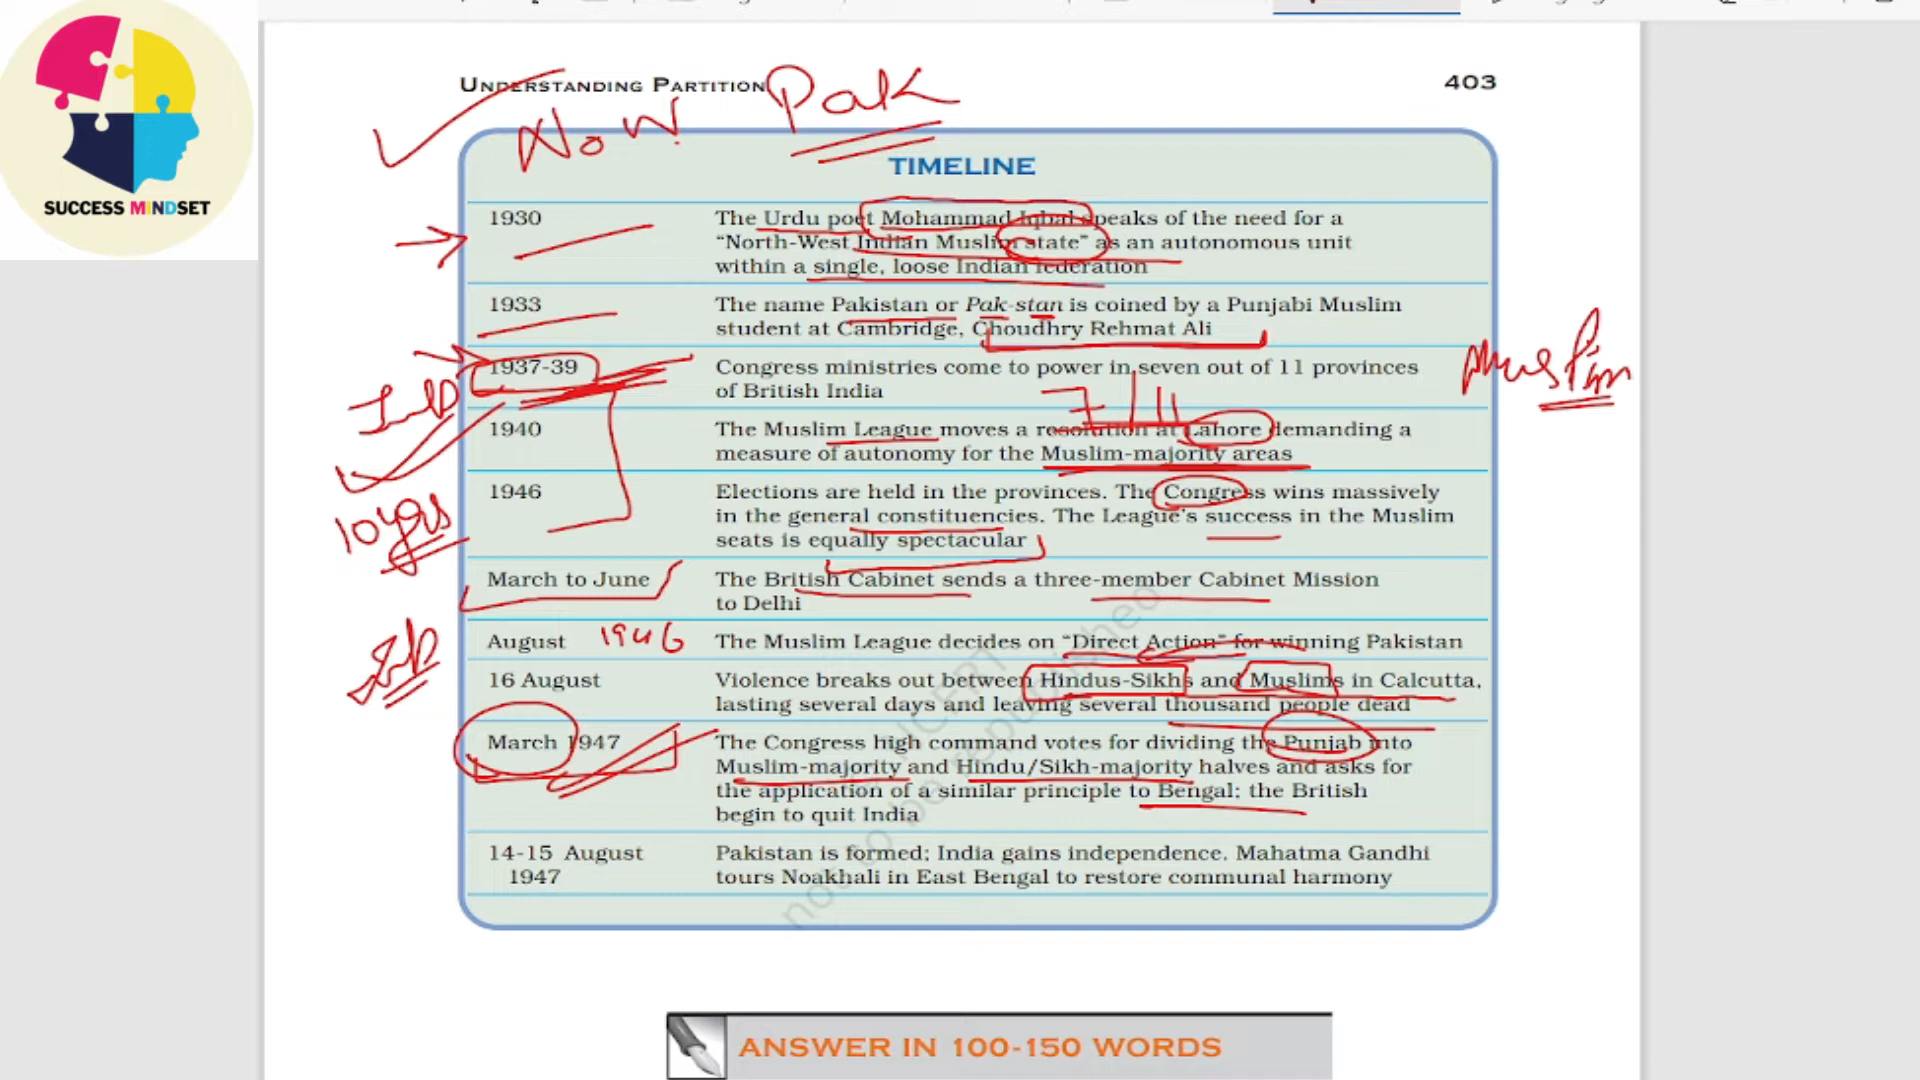 SUCCESS MINDSET
UNDERSTANDING PARTITION
403
Now Pak
TIMELINE
1930
The Urdu poet Mohammad Iqbal speaks of the need for a
“North-West Indian Muslim state” as an autonomous unit
within a single, loose Indian federation
1933
The name Pakistan or Pak-stan is coined by a Punjabi Muslim
student at Cambridge, Choudhry Rehmat Ali
1937-39
Congress ministries come to power in seven out of 11 provinces
of British India
7/11
Muslim
1940
The Muslim League moves a resolution at Lahore demanding a
measure of autonomy for the Muslim-majority areas
1946
Elections are held in the provinces. The Congress wins massively
in the general constituencies. The League’s success in the Muslim
seats is equally spectacular
10 yrs
March to June
The British Cabinet sends a three-member Cabinet Mission
to Delhi
August 1946
The Muslim League decides on “Direct Action” for winning Pakistan
16 August
Violence breaks out between Hindus-Sikhs and Muslims in Calcutta,
lasting several days and leaving several thousand people dead
March 1947
The Congress high command votes for dividing the Punjab into
Muslim-majority and Hindu/Sikh-majority halves and asks for
the application of a similar principle to Bengal; the British
begin to quit India
14-15 August
1947
Pakistan is formed; India gains independence. Mahatma Gandhi
tours Noakhali in East Bengal to restore communal harmony
ANSWER IN 100-150 WORDS